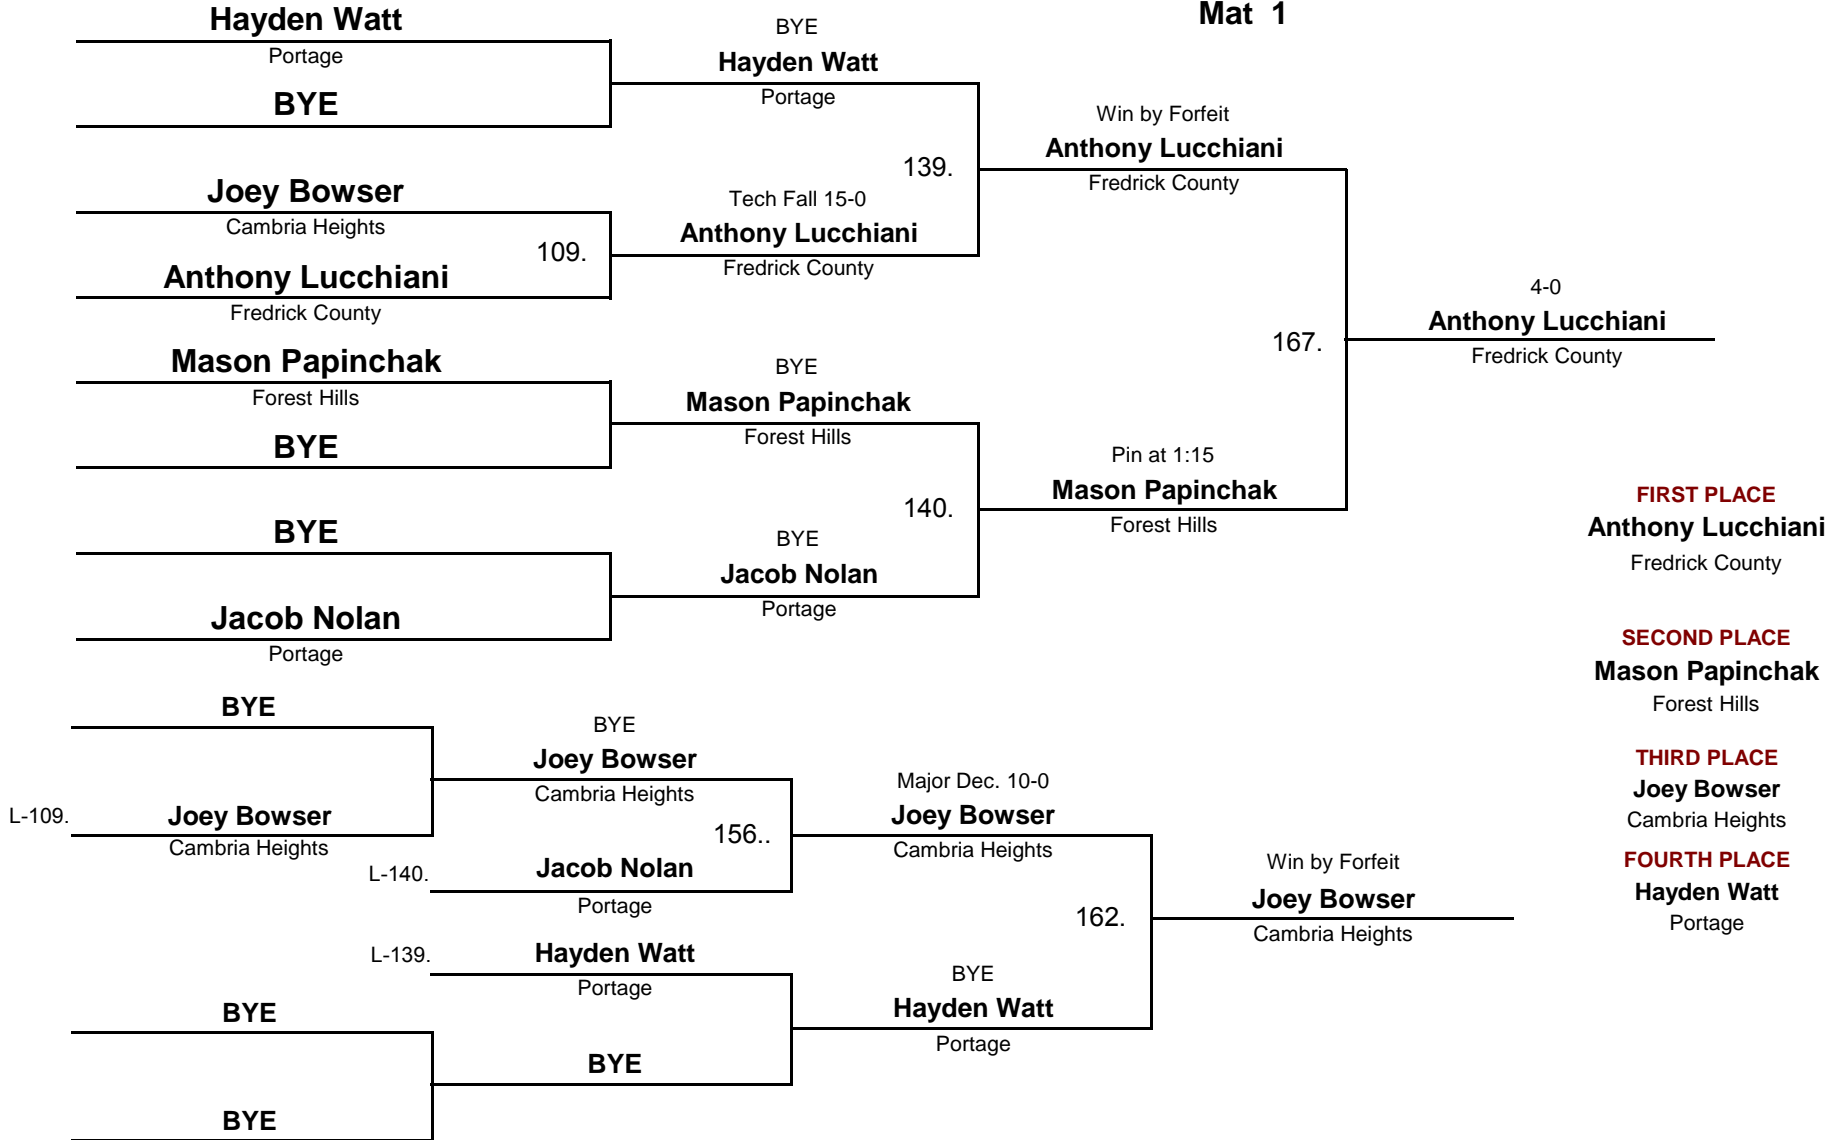 Mat 1
Hayden Watt
Portage
BYE
Joey Bowser
Cambria Heights
109.
Anthony Lucchiani
Fredrick County
Mason Papinchak
Forest Hills
BYE
BYE
Jacob Nolan
Portage
BYE
Hayden Watt
Portage
139.
Tech Fall 15-0
Anthony Lucchiani
Fredrick County
BYE
Mason Papinchak
Forest Hills
140.
BYE
Jacob Nolan
Portage
Win by Forfeit
Anthony Lucchiani
Fredrick County
167.
Pin at 1:15
Mason Papinchak
Forest Hills
4-0
Anthony Lucchiani
Fredrick County
FIRST PLACE
Anthony Lucchiani
Fredrick County
SECOND PLACE
Mason Papinchak
Forest Hills
THIRD PLACE
Joey Bowser
Cambria Heights
FOURTH PLACE
Hayden Watt
Portage
BYE
L-109.
Joey Bowser
Cambria Heights
BYE
Joey Bowser
Cambria Heights
156..
L-140.
Jacob Nolan
Portage
L-139.
Hayden Watt
Portage
BYE
BYE
BYE
Major Dec. 10-0
Joey Bowser
Cambria Heights
162.
BYE
Hayden Watt
Portage
Win by Forfeit
Joey Bowser
Cambria Heights